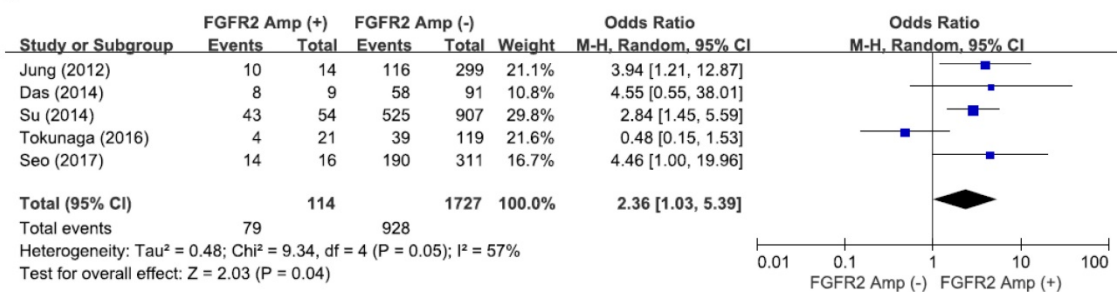 FGFR2 Amp (+) FGFR2 Amp (-) Odds Ratio Odds Ratio
Study or Subgroup Events Total Events Total Weight M-H, Random, 95% CI M-H, Random, 95% CI
Jung (2012) 10 14 116 299 21.1% 3.94 [1.21, 12.87]
Das (2014) 8 9 58 91 10.8% 4.55 [0.55, 38.01]
Su (2014) 43 54 525 907 29.8% 2.84 [1.45, 5.59]
Tokunaga (2016) 4 21 39 119 21.6% 0.48 [0.15, 1.53]
Seo (2017) 14 16 190 311 16.7% 4.46 [1.00, 19.96]
Total (95% CI) 114 1727 100.0% 2.36 [1.03, 5.39]
Total events 79 928
Heterogeneity: Tau² = 0.48; Chi² = 9.34, df = 4 (P = 0.05); I² = 57%
Test for overall effect: Z = 2.03 (P = 0.04)
0.01 0.1 1 10 100
FGFR2 Amp (-) FGFR2 Amp (+)